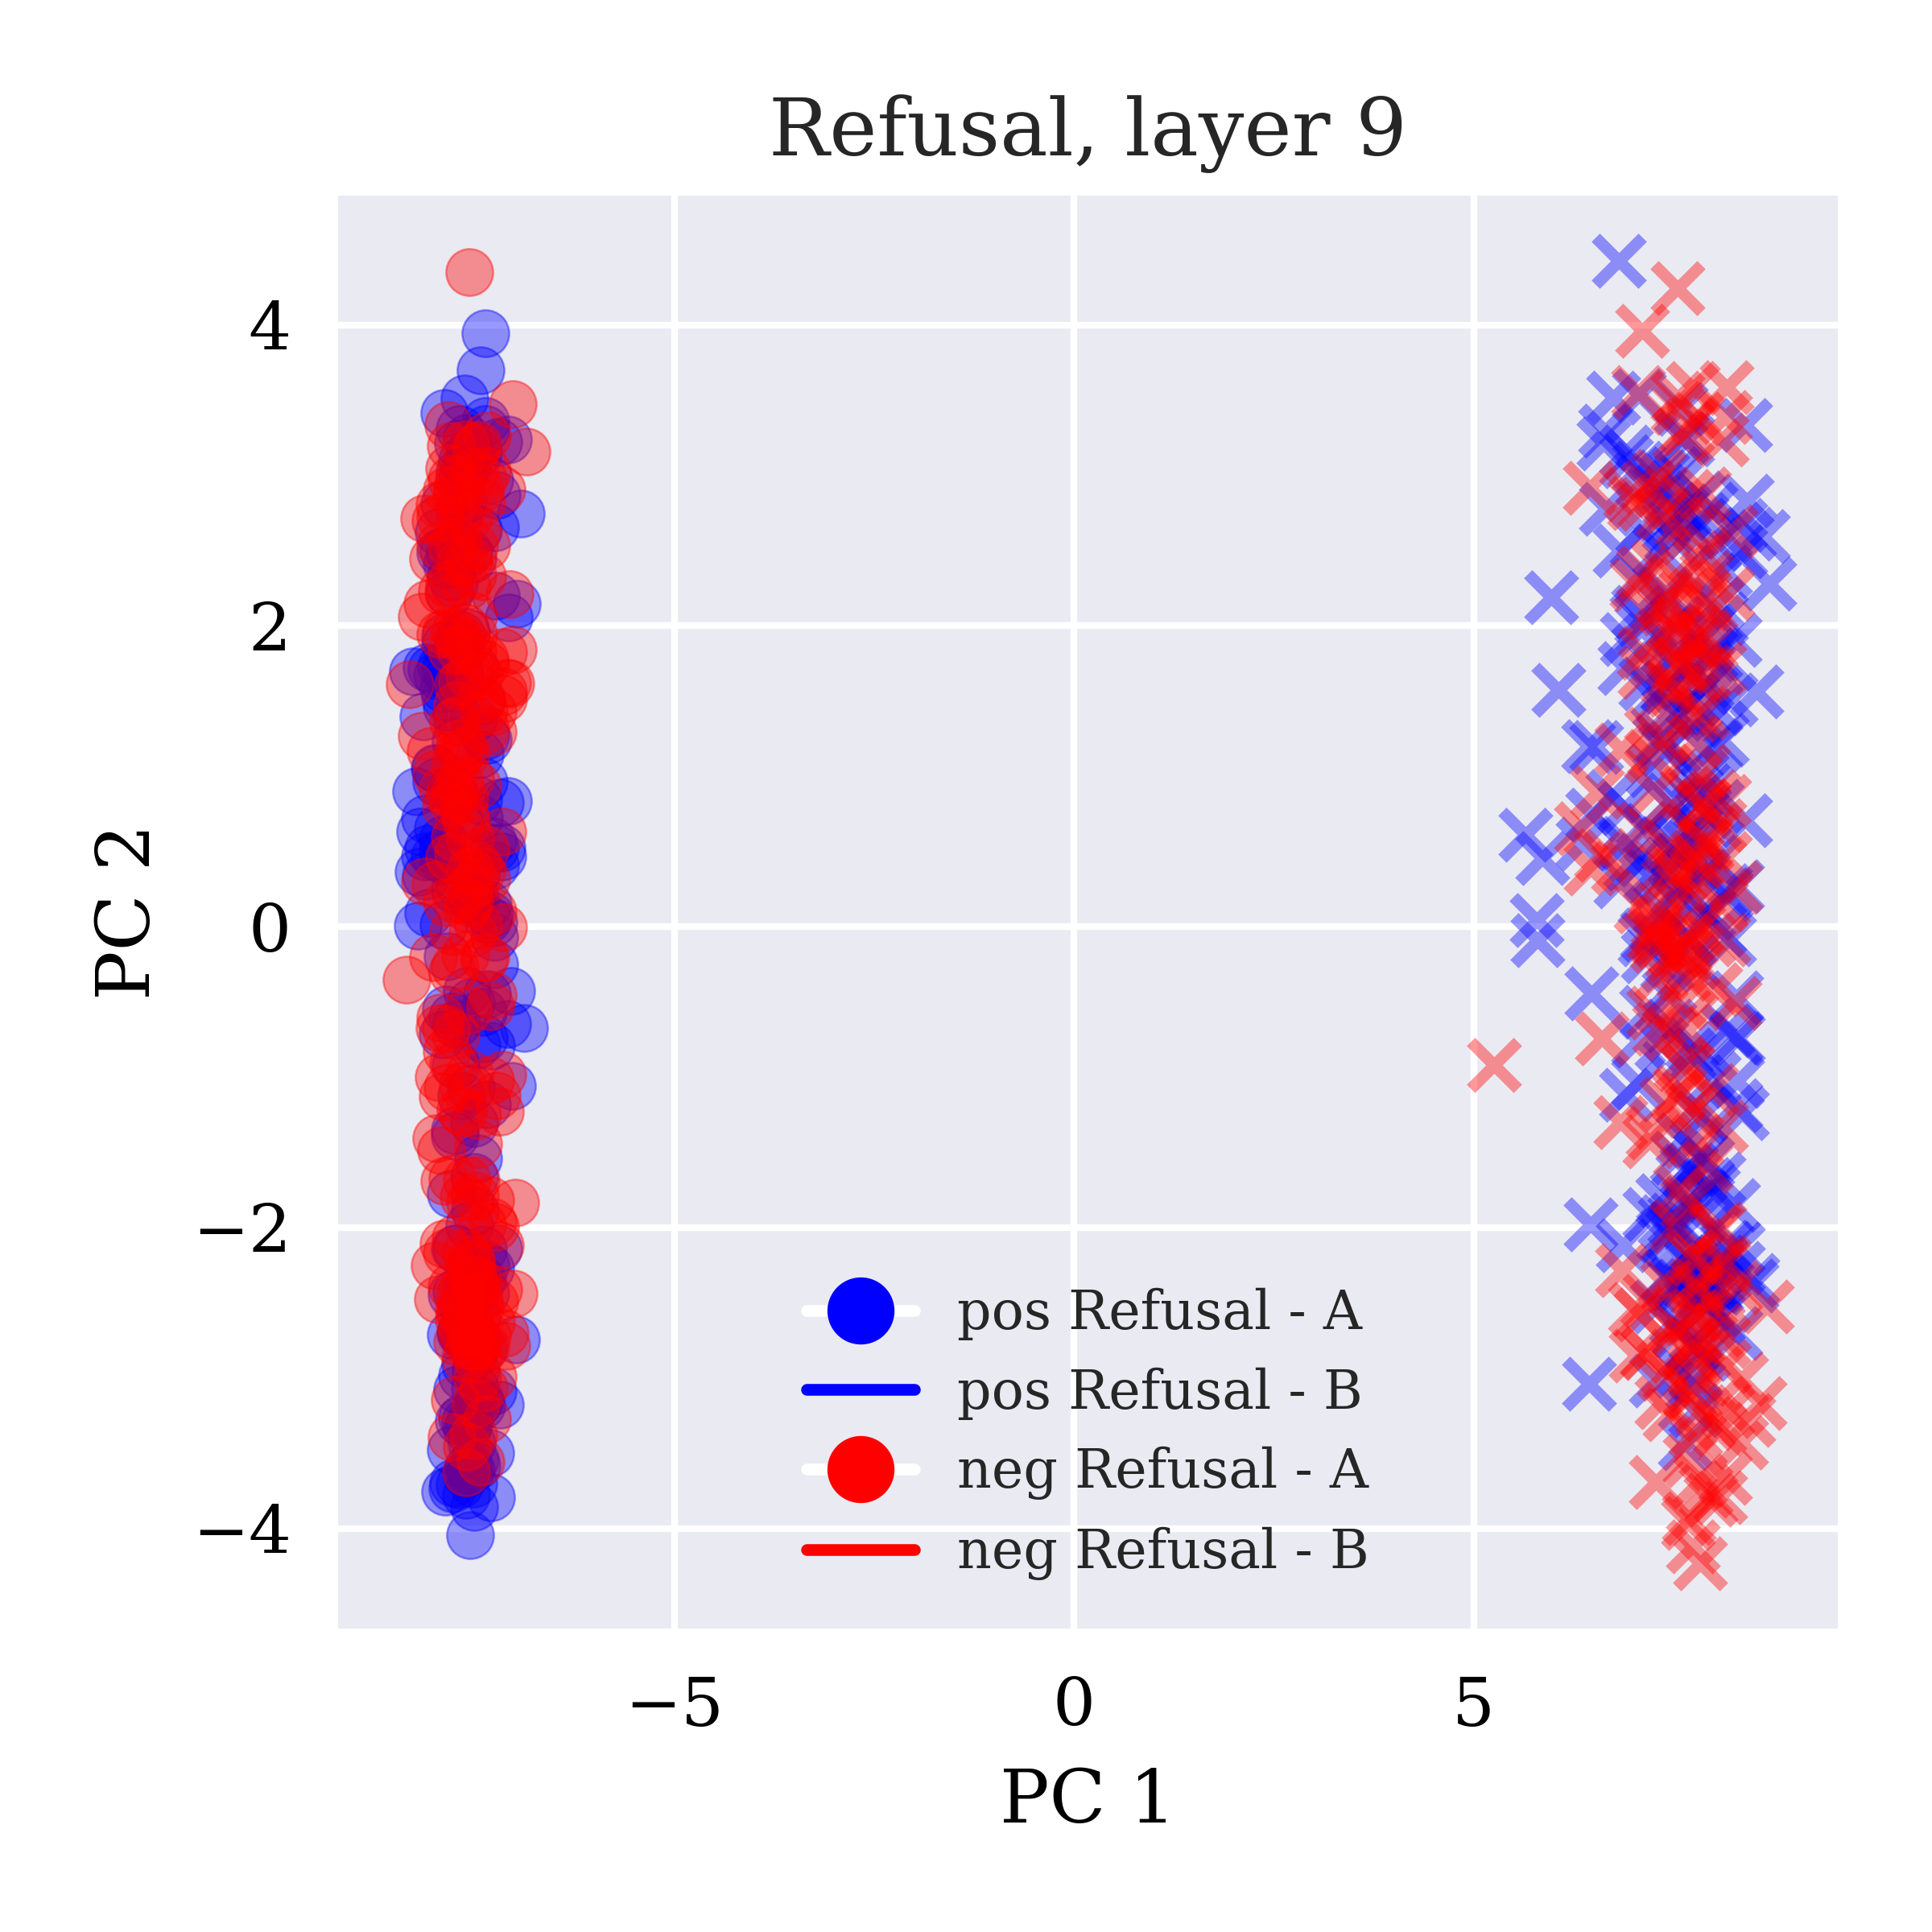 Refusal, layer 9
PC 2
4
2
0
−2
−4
pos Refusal - A
pos Refusal - B
neg Refusal - A
neg Refusal - B
−5 0 5
PC 1